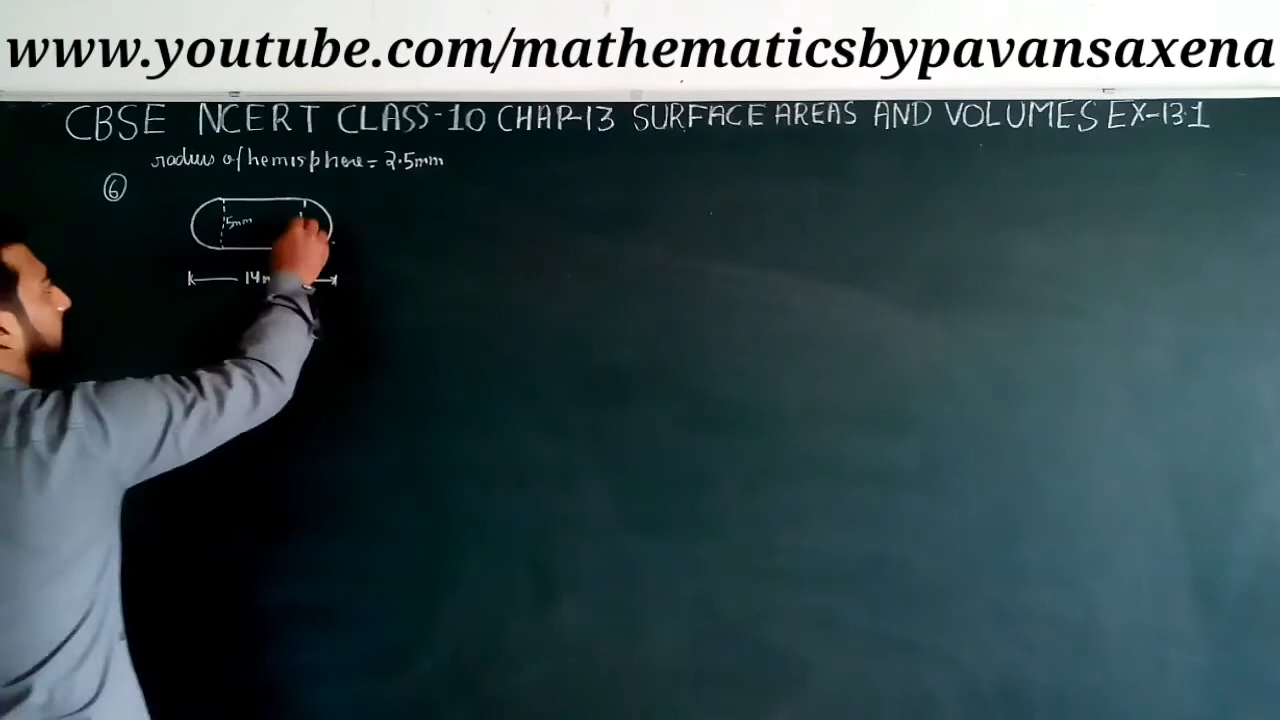 www.youtube.com/mathematicsbypavansaxena
CBSE NCERT CLASS-10 CHAP-13 SURFACE AREAS AND VOLUMES EX-13.1
radius of hemisphere = 2.5mm
6
5mm
14